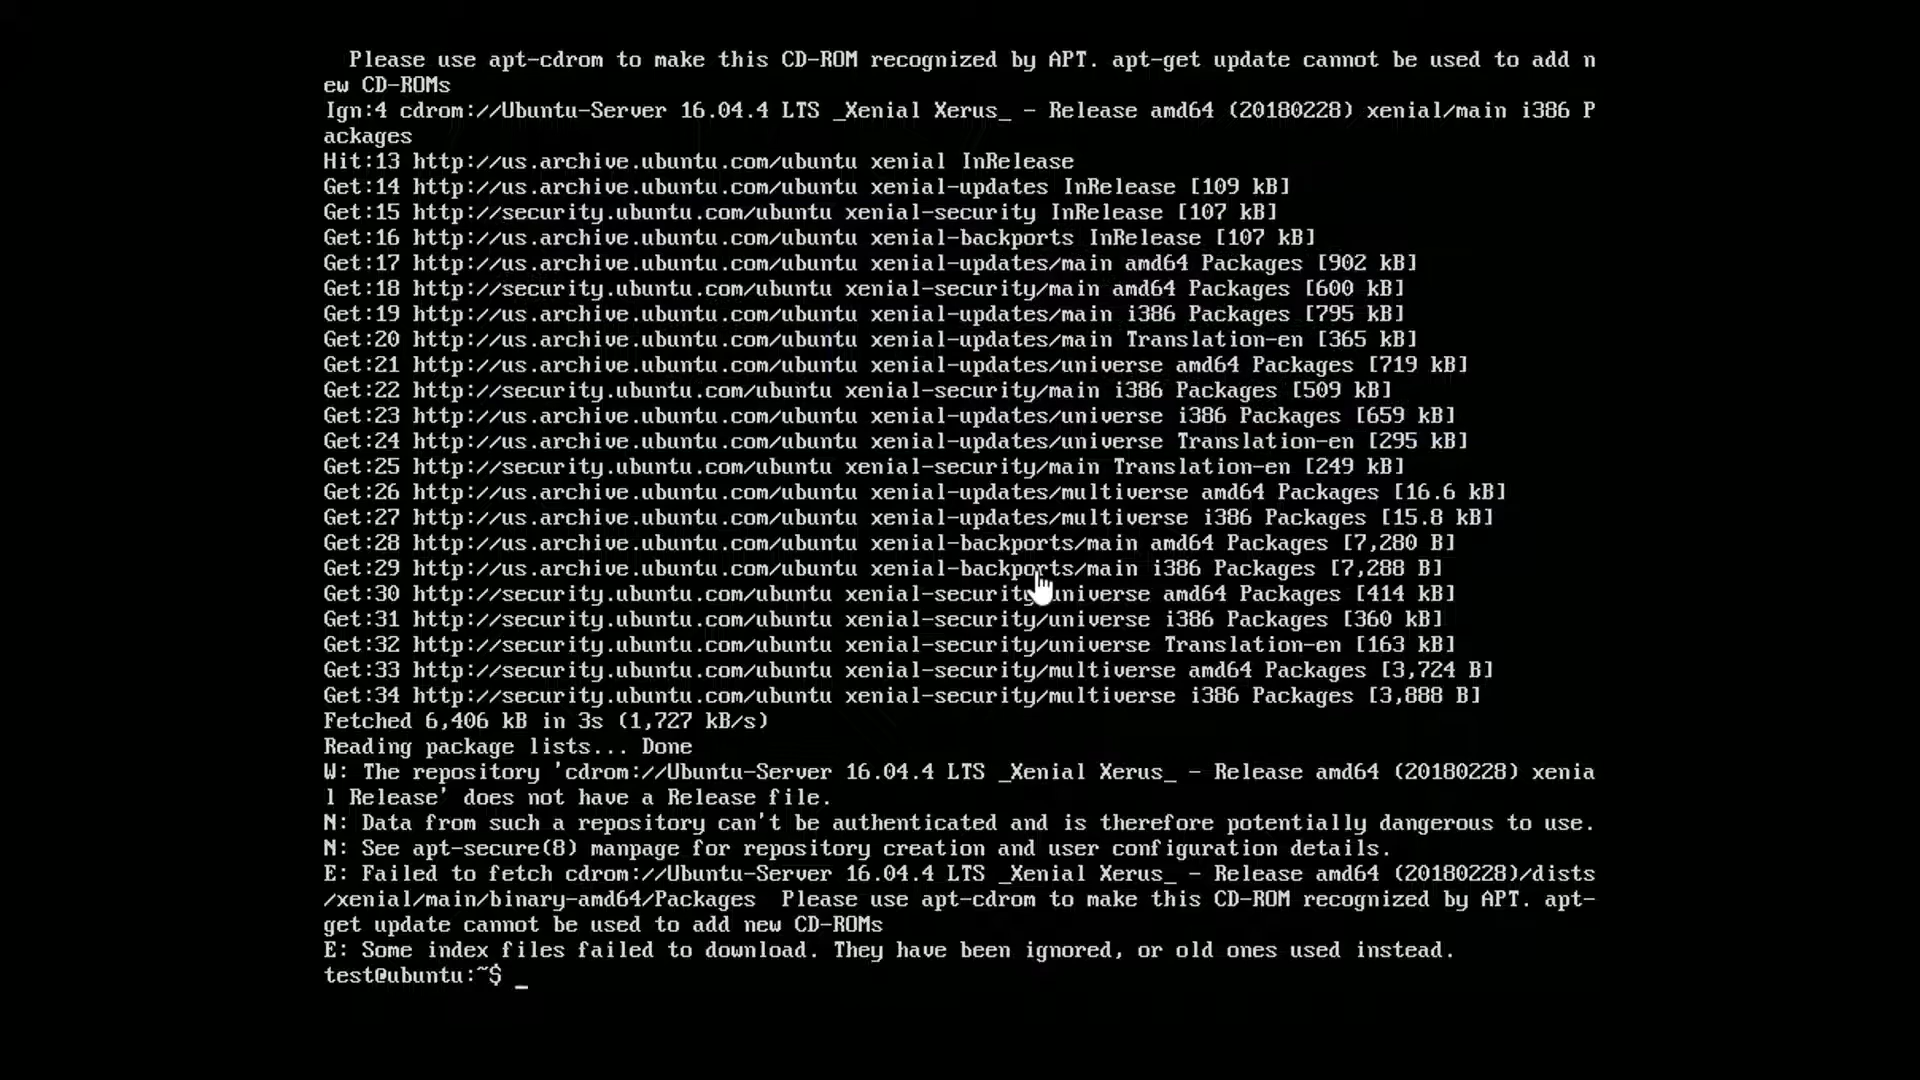 Please use apt-cdrom to make this CD-ROM recognized by APT. apt-get update cannot be used to add n
ew CD-ROMs
Ign:4 cdrom://Ubuntu-Server 16.04.4 LTS _Xenial Xerus_ - Release amd64 (20180228) xenial/main i386 P
ackages
Hit:13 http://us.archive.ubuntu.com/ubuntu xenial InRelease
Get:14 http://us.archive.ubuntu.com/ubuntu xenial-updates InRelease [109 kB]
Get:15 http://security.ubuntu.com/ubuntu xenial-security InRelease [107 kB]
Get:16 http://us.archive.ubuntu.com/ubuntu xenial-backports InRelease [107 kB]
Get:17 http://us.archive.ubuntu.com/ubuntu xenial-updates/main amd64 Packages [902 kB]
Get:18 http://security.ubuntu.com/ubuntu xenial-security/main amd64 Packages [600 kB]
Get:19 http://us.archive.ubuntu.com/ubuntu xenial-updates/main i386 Packages [795 kB]
Get:20 http://us.archive.ubuntu.com/ubuntu xenial-updates/main Translation-en [365 kB]
Get:21 http://us.archive.ubuntu.com/ubuntu xenial-updates/universe amd64 Packages [719 kB]
Get:22 http://security.ubuntu.com/ubuntu xenial-security/main i386 Packages [509 kB]
Get:23 http://us.archive.ubuntu.com/ubuntu xenial-updates/universe i386 Packages [659 kB]
Get:24 http://us.archive.ubuntu.com/ubuntu xenial-updates/universe Translation-en [295 kB]
Get:25 http://security.ubuntu.com/ubuntu xenial-security/main Translation-en [249 kB]
Get:26 http://us.archive.ubuntu.com/ubuntu xenial-updates/multiverse amd64 Packages [16.6 kB]
Get:27 http://us.archive.ubuntu.com/ubuntu xenial-updates/multiverse i386 Packages [15.8 kB]
Get:28 http://us.archive.ubuntu.com/ubuntu xenial-backports/main amd64 Packages [7,280 B]
Get:29 http://us.archive.ubuntu.com/ubuntu xenial-backports/main i386 Packages [7,288 B]
Get:30 http://security.ubuntu.com/ubuntu xenial-security/universe amd64 Packages [414 kB]
Get:31 http://security.ubuntu.com/ubuntu xenial-security/universe i386 Packages [360 kB]
Get:32 http://security.ubuntu.com/ubuntu xenial-security/universe Translation-en [163 kB]
Get:33 http://security.ubuntu.com/ubuntu xenial-security/multiverse amd64 Packages [3,724 B]
Get:34 http://security.ubuntu.com/ubuntu xenial-security/multiverse i386 Packages [3,888 B]
Fetched 6,406 kB in 3s (1,727 kB/s)
Reading package lists... Done
W: The repository 'cdrom://Ubuntu-Server 16.04.4 LTS _Xenial Xerus_ - Release amd64 (20180228) xenia
l Release' does not have a Release file.
N: Data from such a repository can't be authenticated and is therefore potentially dangerous to use.
N: See apt-secure(8) manpage for repository creation and user configuration details.
E: Failed to fetch cdrom://Ubuntu-Server 16.04.4 LTS _Xenial Xerus_ - Release amd64 (20180228)/dists
/xenial/main/binary-amd64/Packages  Please use apt-cdrom to make this CD-ROM recognized by APT. apt-
get update cannot be used to add new CD-ROMs
E: Some index files failed to download. They have been ignored, or old ones used instead.
test@ubuntu:~$ _